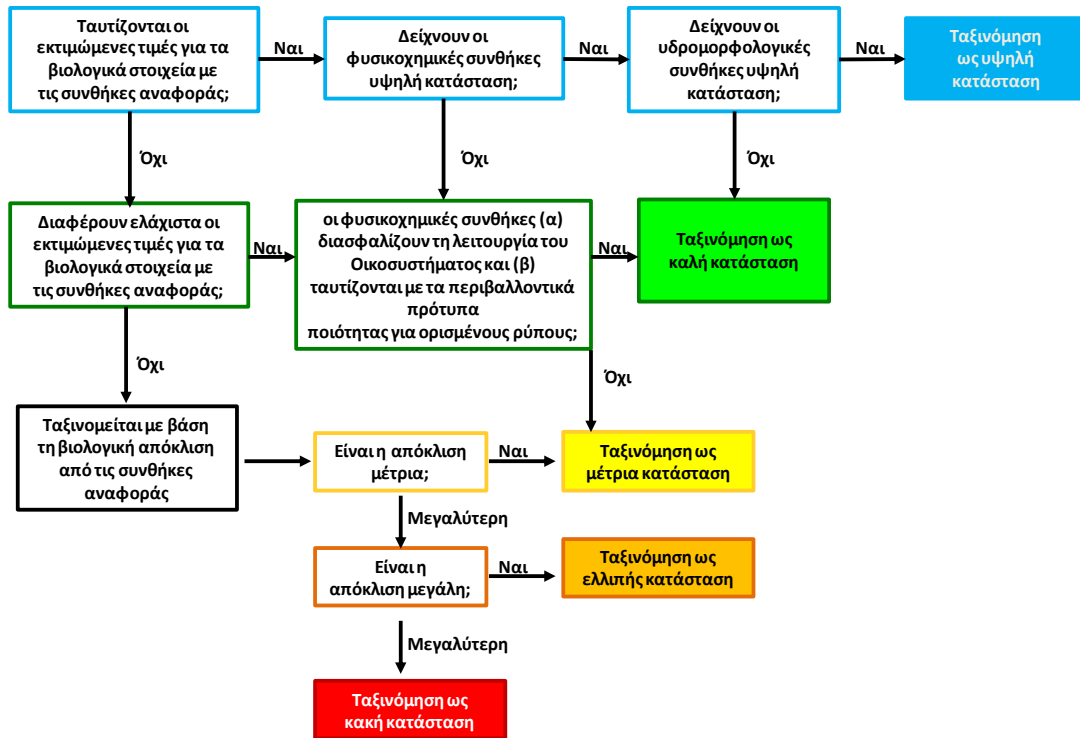 Ταυτίζονται οι
εκτιμώμενες τιμές για τα
βιολογικά στοιχεία με
τις συνθήκες αναφοράς;
Ναι
Δείχνουν οι
φυσικοχημικές συνθήκες
υψηλή κατάσταση;
Ναι
Δείχνουν οι
υδρομορφολογικές
συνθήκες υψηλή
κατάσταση;
Ναι
Ταξινόμηση
ως υψηλή
κατάσταση
Όχι
Όχι
Όχι
Διαφέρουν ελάχιστα οι
εκτιμώμενες τιμές για τα
βιολογικά στοιχεία με
τις συνθήκες αναφοράς;
Ναι
οι φυσικοχημικές συνθήκες (α)
διασφαλίζουν τη λειτουργία του
Οικοσυστήματος και (β)
ταυτίζονται με τα περιβαλλοντικά
πρότυπα
ποιότητας για ορισμένους ρύπους;
Ναι
Ταξινόμηση ως
καλή κατάσταση
Όχι
Όχι
Ταξινομείται με βάση
τη βιολογική απόκλιση
από τις συνθήκες
αναφοράς
Είναι η απόκλιση
μέτρια;
Ναι
Ταξινόμηση ως
μέτρια κατάσταση
Μεγαλύτερη
Είναι η
απόκλιση μεγάλη;
Ναι
Ταξινόμηση ως
ελλιπής κατάσταση
Μεγαλύτερη
Ταξινόμηση ως
κακή κατάσταση